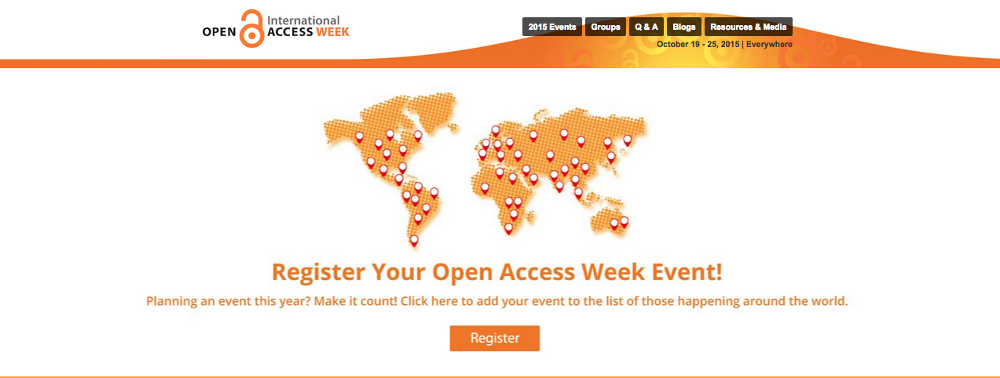 International
OPEN ACCESS WEEK
2015 Events Groups Q & A Blogs Resources & Media
October 19 - 25, 2015 | Everywhere
Register Your Open Access Week Event!
Planning an event this year? Make it count! Click here to add your event to the list of those happening around the world.
Register